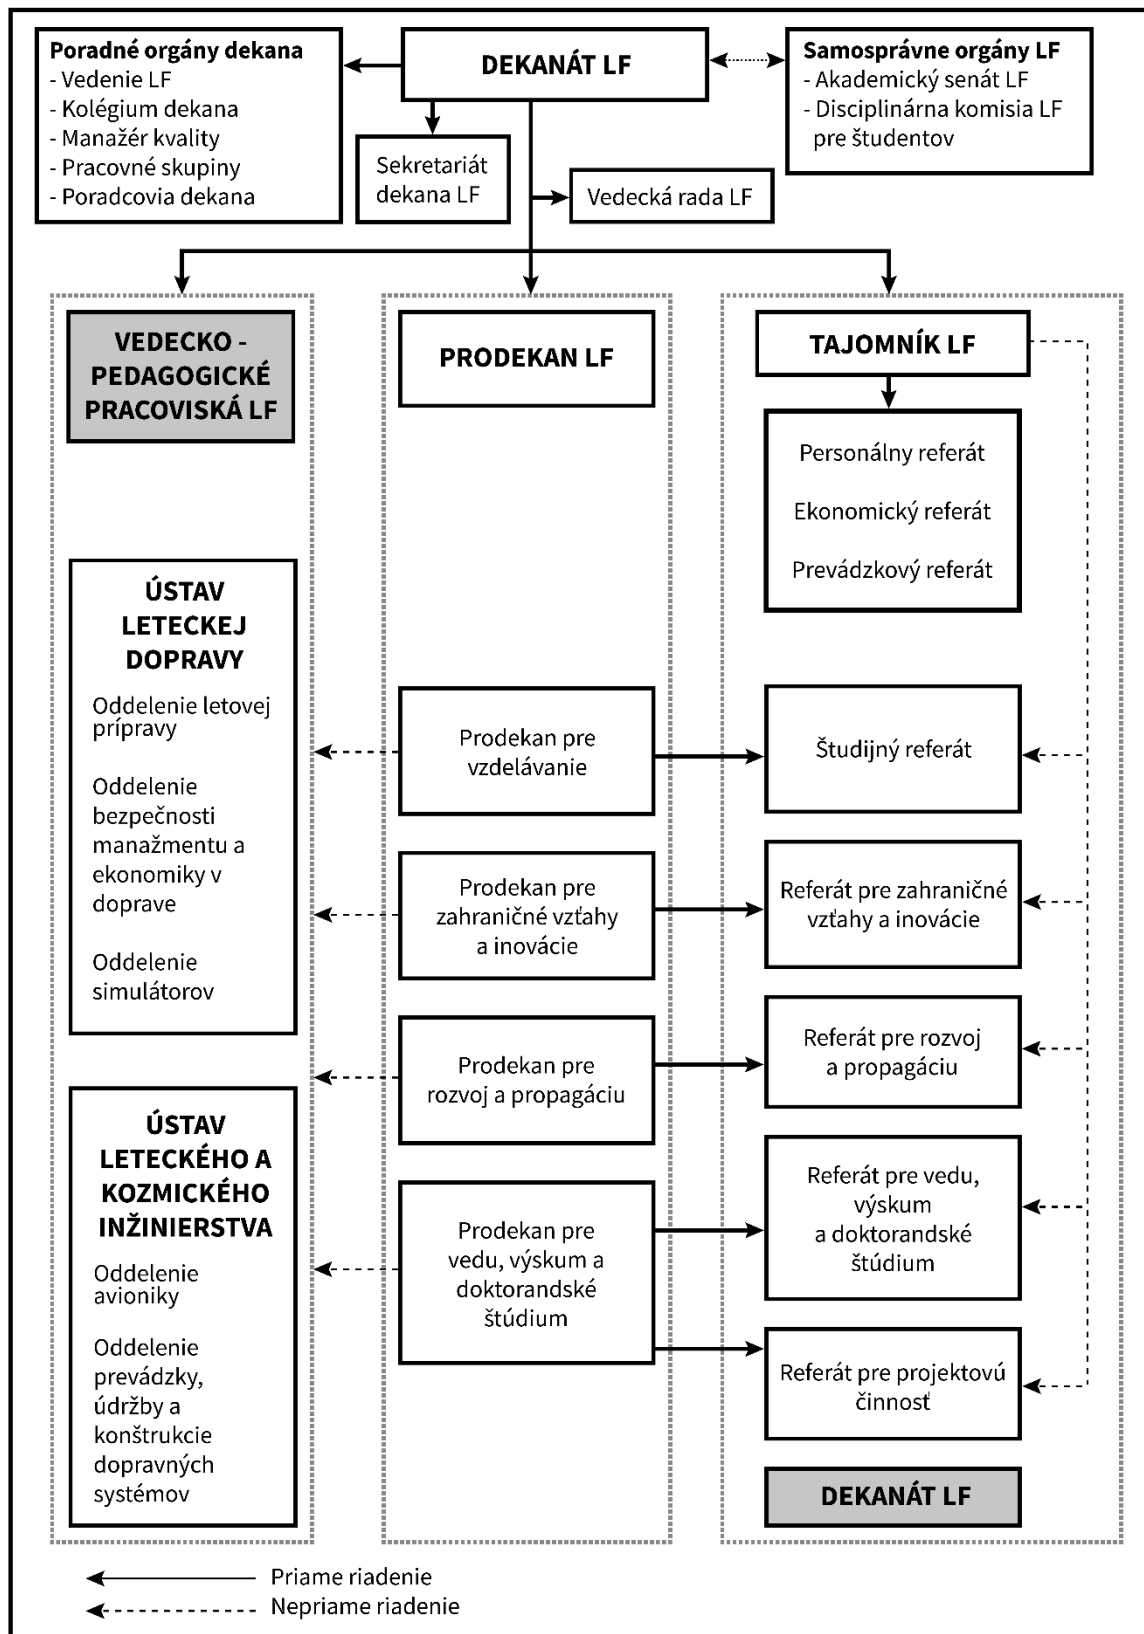 Poradné orgány dekana
- Vedenie LF
- Kolégium dekana
- Manažér kvality
- Pracovné skupiny
- Poradcovia dekana
DEKANÁT LF
Samosprávne orgány LF
- Akademický senát LF
- Disciplinárna komisia LF
pre študentov
Sekretariát
dekana LF
Vedecká rada LF
VEDECKO -
PEDAGOGICKÉ
PRACOVISKÁ LF
PRODEKAN LF
TAJOMNÍK LF
Personálny referát
Ekonomický referát
Prevádzkový referát
ÚSTAV
LETECKEJ
DOPRAVY
Oddelenie letovej
prípravy
Oddelenie
bezpečnosti
manažmentu a
ekonomiky v
doprave
Oddelenie
simulátorov
Prodekan pre
vzdelávanie
Študijný referát
Prodekan pre
zahraničné vzťahy
a inovácie
Referát pre zahraničné
vzťahy a inovácie
Prodekan pre
rozvoj a propagáciu
Referát pre rozvoj
a propagáciu
ÚSTAV
LETECKÉHO A
KOZMICKÉHO
INŽINIERSTVA
Oddelenie
avioniky
Oddelenie
prevádzky,
údržby a
konštrukcie
dopravných
systémov
Prodekan pre
vedu, výskum a
doktorandské
štúdium
Referát pre vedu,
výskum
a doktorandské
štúdium
Referát pre projektovú
činnosť
DEKANÁT LF
Priame riadenie
Nepriame riadenie